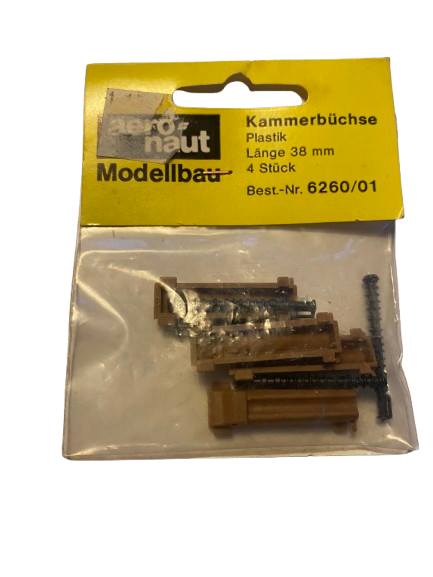 aero-
naut
Modellbau
Kammerbüchse
Plastik
Länge 38 mm
4 Stück
Best.-Nr. 6260/01